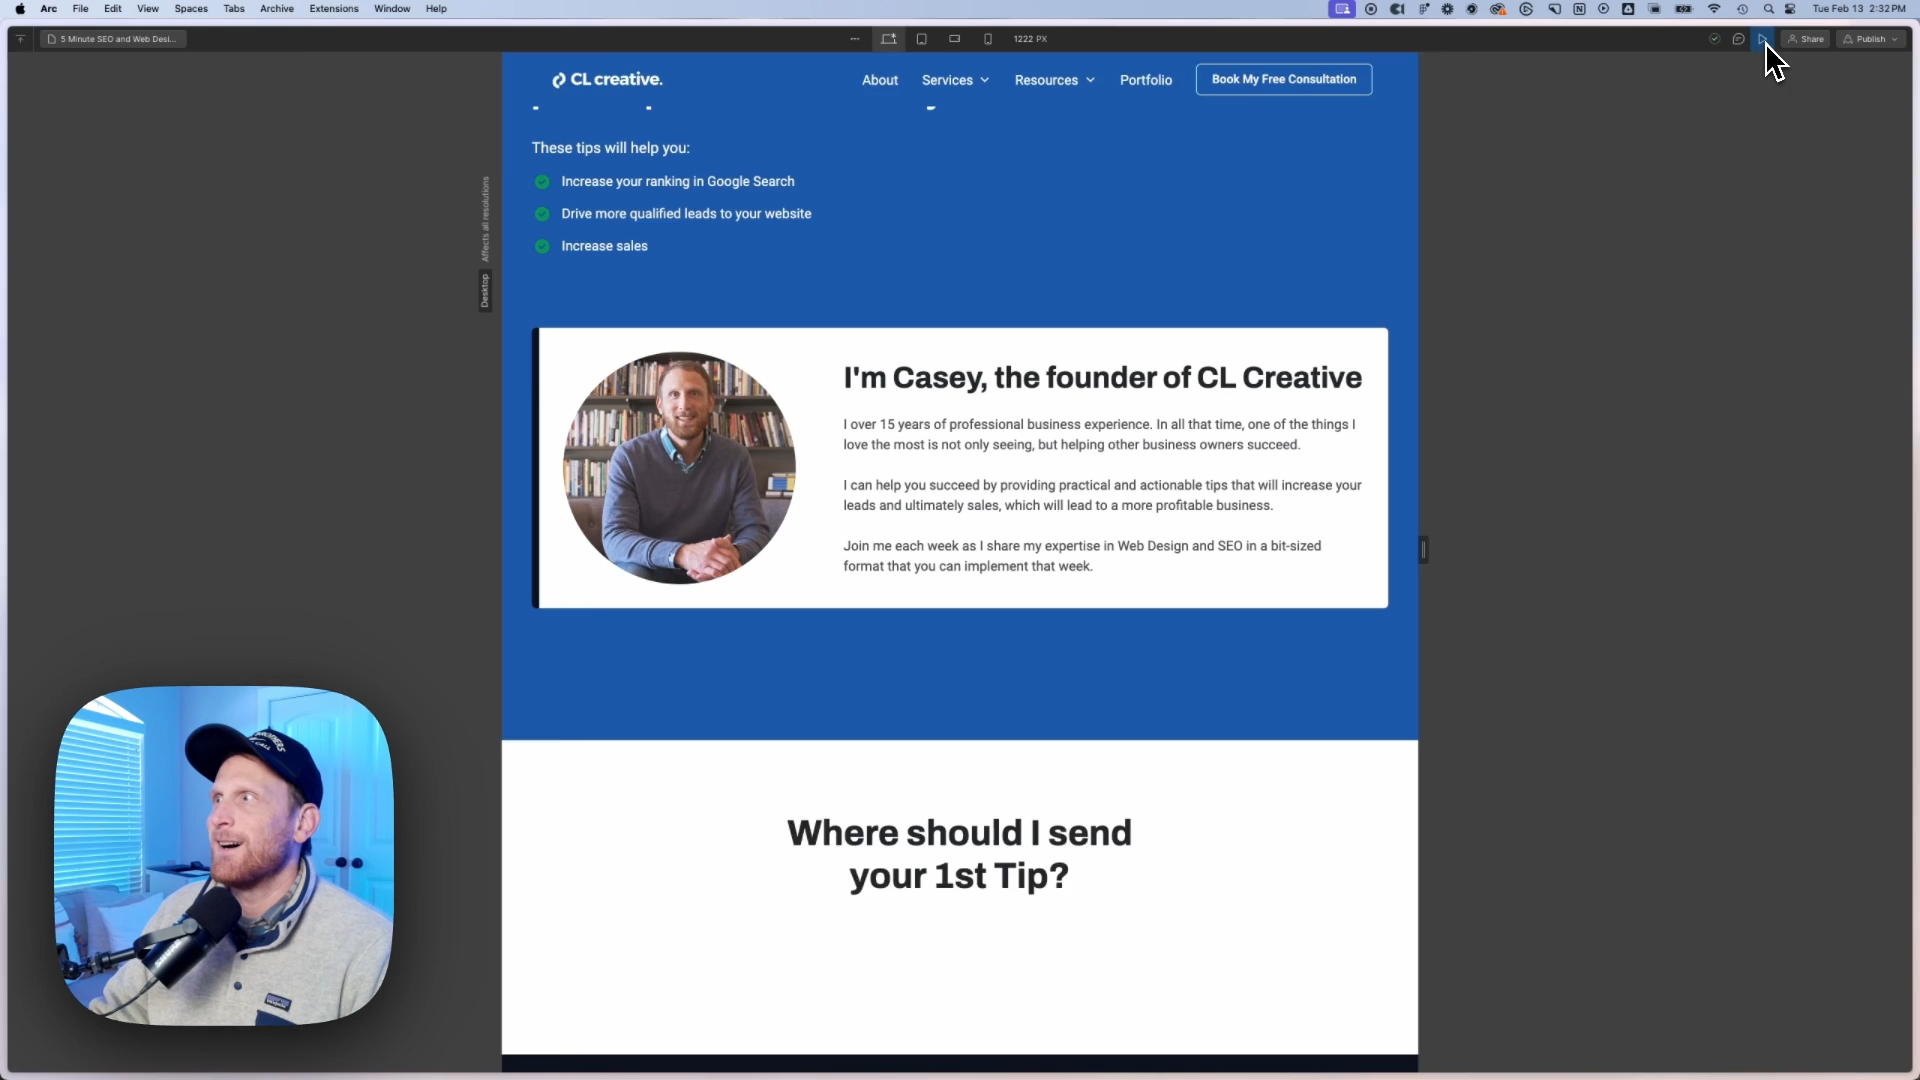 Arc File Edit View Spaces Tabs Archive Extensions Window Help
Tue Feb 13 2:32 PM
5 Minute SEO and Web Desi...
1222 PX
Share
Publish
CL creative.
About Services Resources Portfolio Book My Free Consultation
These tips will help you:
Increase your ranking in Google Search
Drive more qualified leads to your website
Increase sales
Affects all resolutions
Desktop
I'm Casey, the founder of CL Creative
I over 15 years of professional business experience. In all that time, one of the things I
love the most is not only seeing, but helping other business owners succeed.
I can help you succeed by providing practical and actionable tips that will increase your
leads and ultimately sales, which will lead to a more profitable business.
Join me each week as I share my expertise in Web Design and SEO in a bit-sized
format that you can implement that week.
Where should I send
your 1st Tip?